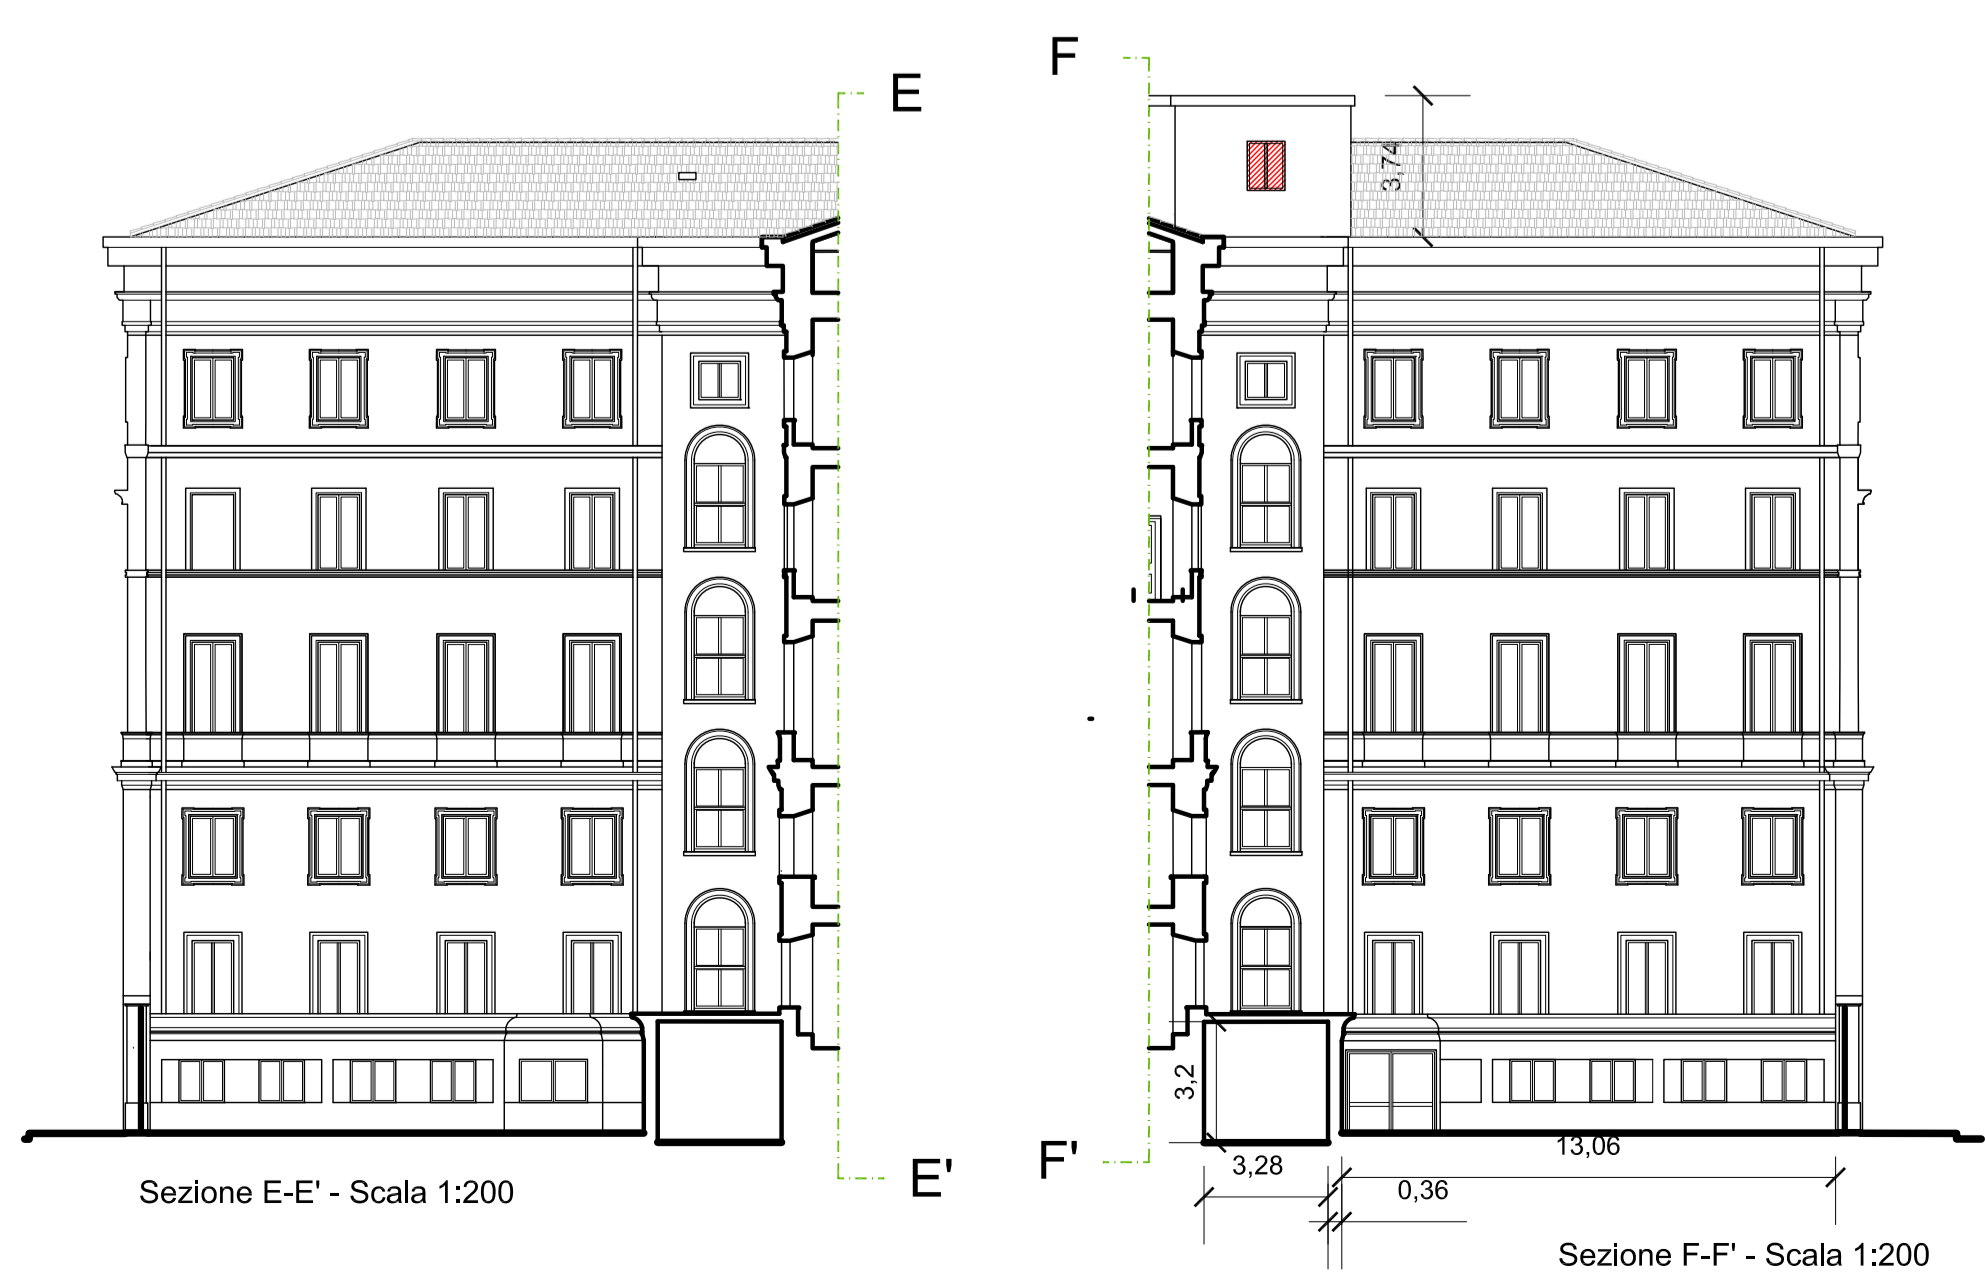 F
E
3,74
3,2
F'
E'
3,28
13,06
0,36
Sezione E-E' - Scala 1:200
Sezione F-F' - Scala 1:200